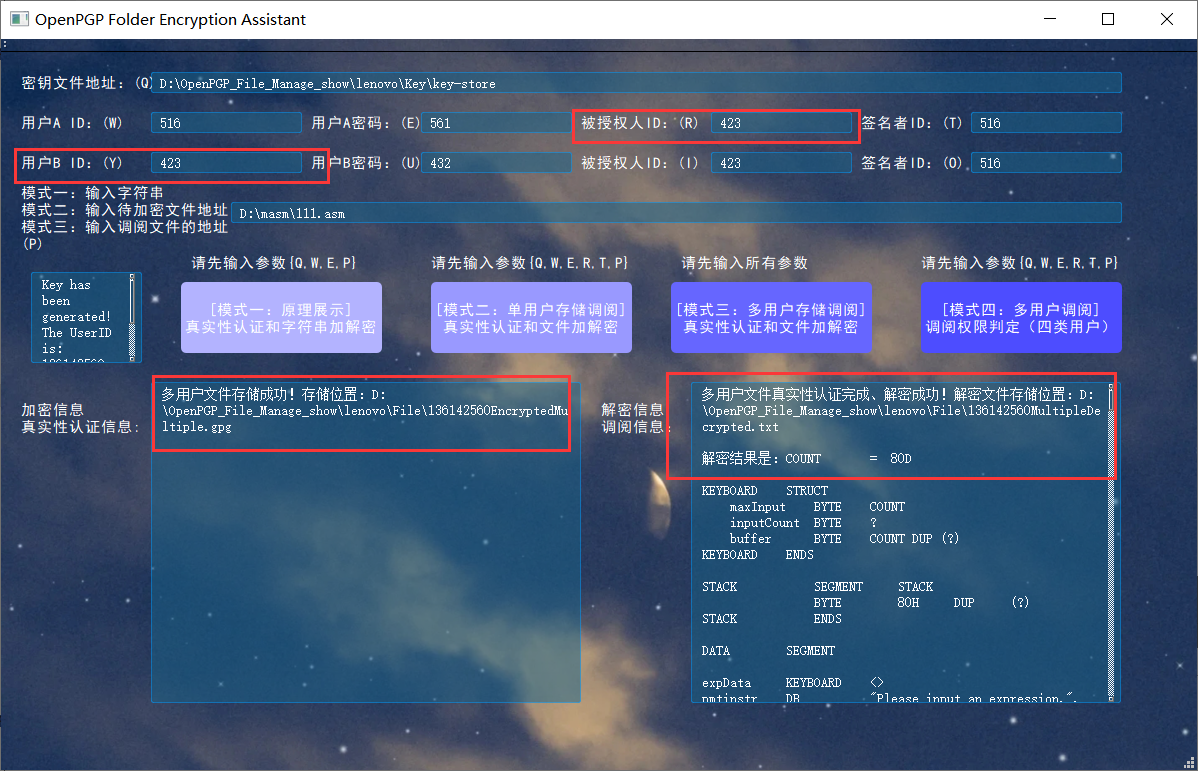 OpenPGP Folder Encryption Assistant
密钥文件地址：(Q) D:\OpenPGP_File_Manage_show\lenovo\Key\key-store
用户A ID：(W) 516 用户A密码：(E) 561 被授权人ID：(R) 423 签名者ID：(T) 516
用户B ID：(Y) 423 用户B密码：(U) 432 被授权人ID：(I) 423 签名者ID：(O) 516
模式一：输入字符串
模式二：输入待加密文件地址
模式三：输入调阅文件的地址
(P)
D:\masm\111.asm
请先输入参数{Q,W,E,P} 请先输入参数{Q,W,E,R,T,P} 请先输入所有参数 请先输入参数{Q,W,E,R,T,P}
Key has
been
generated!
The UserID
is:
136142560
[模式一：原理展示]
真实性认证和字符串加解密
[模式二：单用户存储调阅]
真实性认证和文件加解密
[模式三：多用户存储调阅]
真实性认证和文件加解密
[模式四：多用户调阅]
调阅权限判定（四类用户）
加密信息
真实性认证信息：
多用户文件存储成功！存储位置：D:
\OpenPGP_File_Manage_show\lenovo\File\136142560EncryptedMu
ltiple.gpg
解密信息
调阅信息：
多用户文件真实性认证完成、解密成功！解密文件存储位置：D:
\OpenPGP_File_Manage_show\lenovo\File\136142560MultipleDe
crypted.txt
解密结果是：COUNT = 80D
KEYBOARD STRUCT
maxInput BYTE COUNT
inputCount BYTE ?
buffer BYTE COUNT DUP (?)
KEYBOARD ENDS
STACK SEGMENT STACK
BYTE 80H DUP (?)
STACK ENDS
DATA SEGMENT
expData KEYBOARD <>
pmtinstr DB "Please input an expression.",